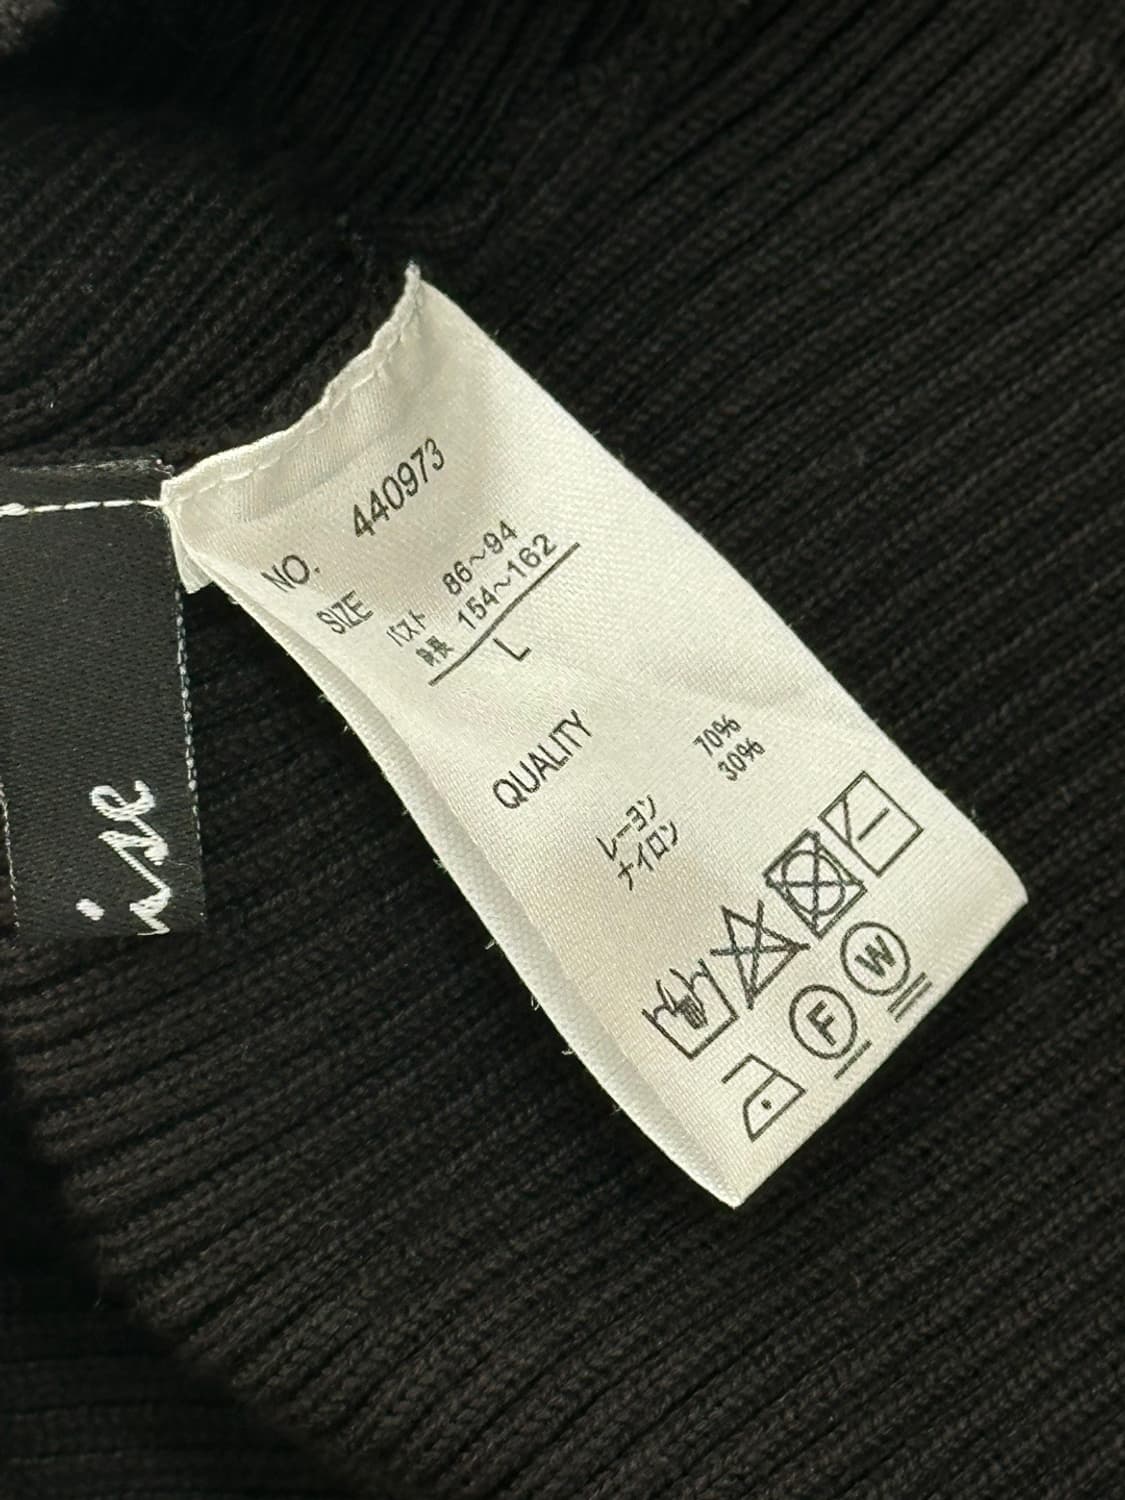 NO. 440973
SIZE
バスト 86～94
身長 154～162
L
QUALITY
レーヨン 70%
ナイロン 30%
F
W
ise